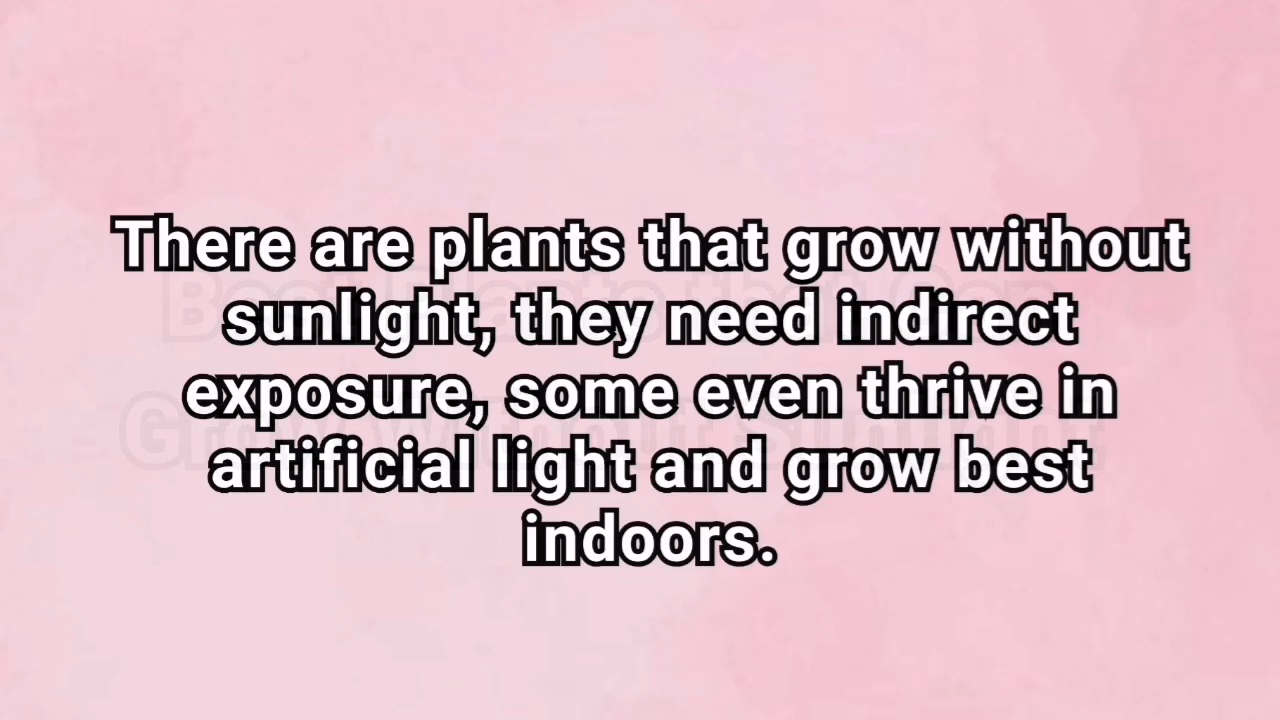 There are plants that grow without
sunlight, they need indirect
exposure, some even thrive in
artificial light and grow best
indoors.